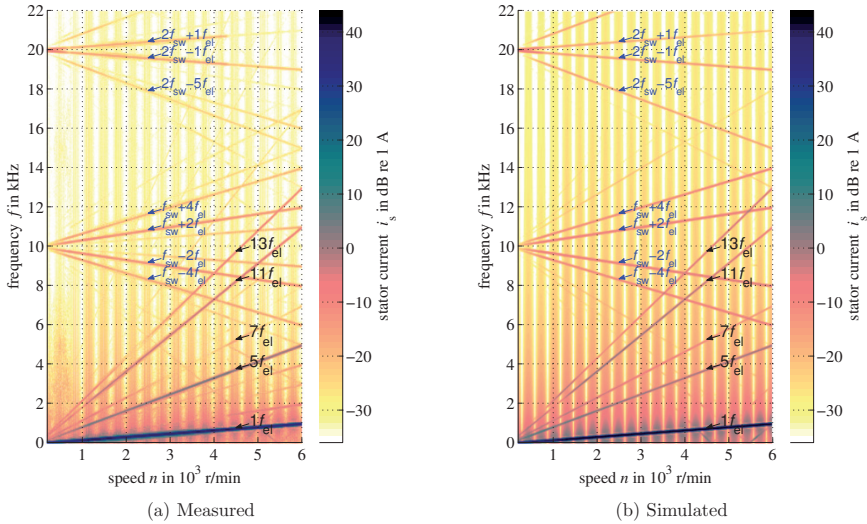 22
20
18
16
14
12
10
8
6
4
2
0
frequency f in kHz
2fsw+1fel
2fsw−1fel
2fsw−5fel
fsw+4fel
fsw+2fel
fsw−2fel
fsw−4fel
13fel
11fel
7fel
5fel
1fel
1 2 3 4 5 6
speed n in 10³ r/min
40
30
20
10
0
−10
−20
−30
stator current is in dB re 1 A
(a) Measured
22
20
18
16
14
12
10
8
6
4
2
0
frequency f in kHz
2fsw+1fel
2fsw−1fel
2fsw−5fel
fsw+4fel
fsw+2fel
fsw−2fel
fsw−4fel
13fel
11fel
7fel
5fel
1fel
1 2 3 4 5 6
speed n in 10³ r/min
40
30
20
10
0
−10
−20
−30
stator current is in dB re 1 A
(b) Simulated